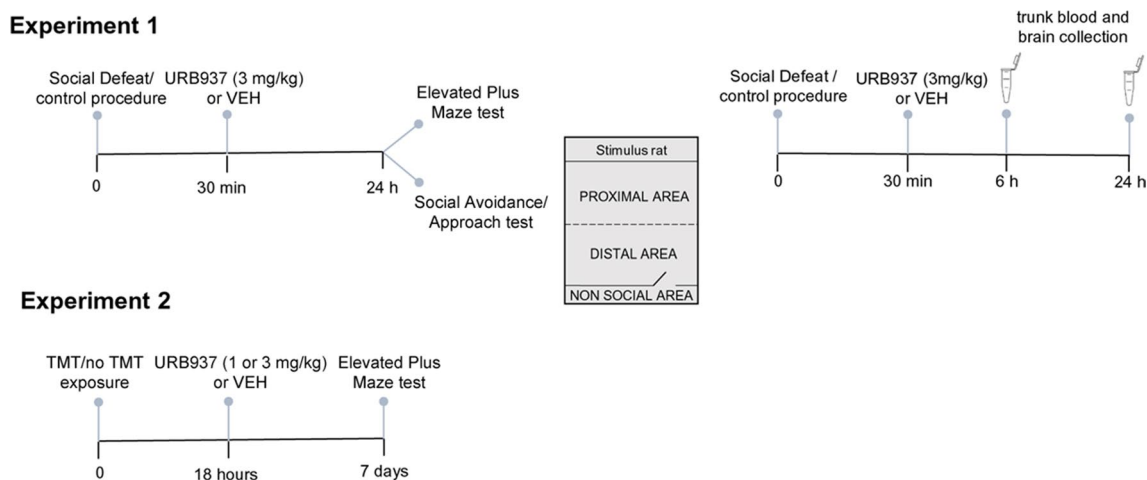 Experiment 1
Social Defeat/
control procedure
URB937 (3 mg/kg)
or VEH
Elevated Plus
Maze test
0
30 min
24 h
Social Avoidance/
Approach test
Stimulus rat
PROXIMAL AREA
DISTAL AREA
NON SOCIAL AREA
trunk blood and
brain collection
Social Defeat /
control procedure
URB937 (3mg/kg)
or VEH
0
30 min
6 h
24 h
Experiment 2
TMT/no TMT
exposure
URB937 (1 or 3 mg/kg)
or VEH
Elevated Plus
Maze test
0
18 hours
7 days